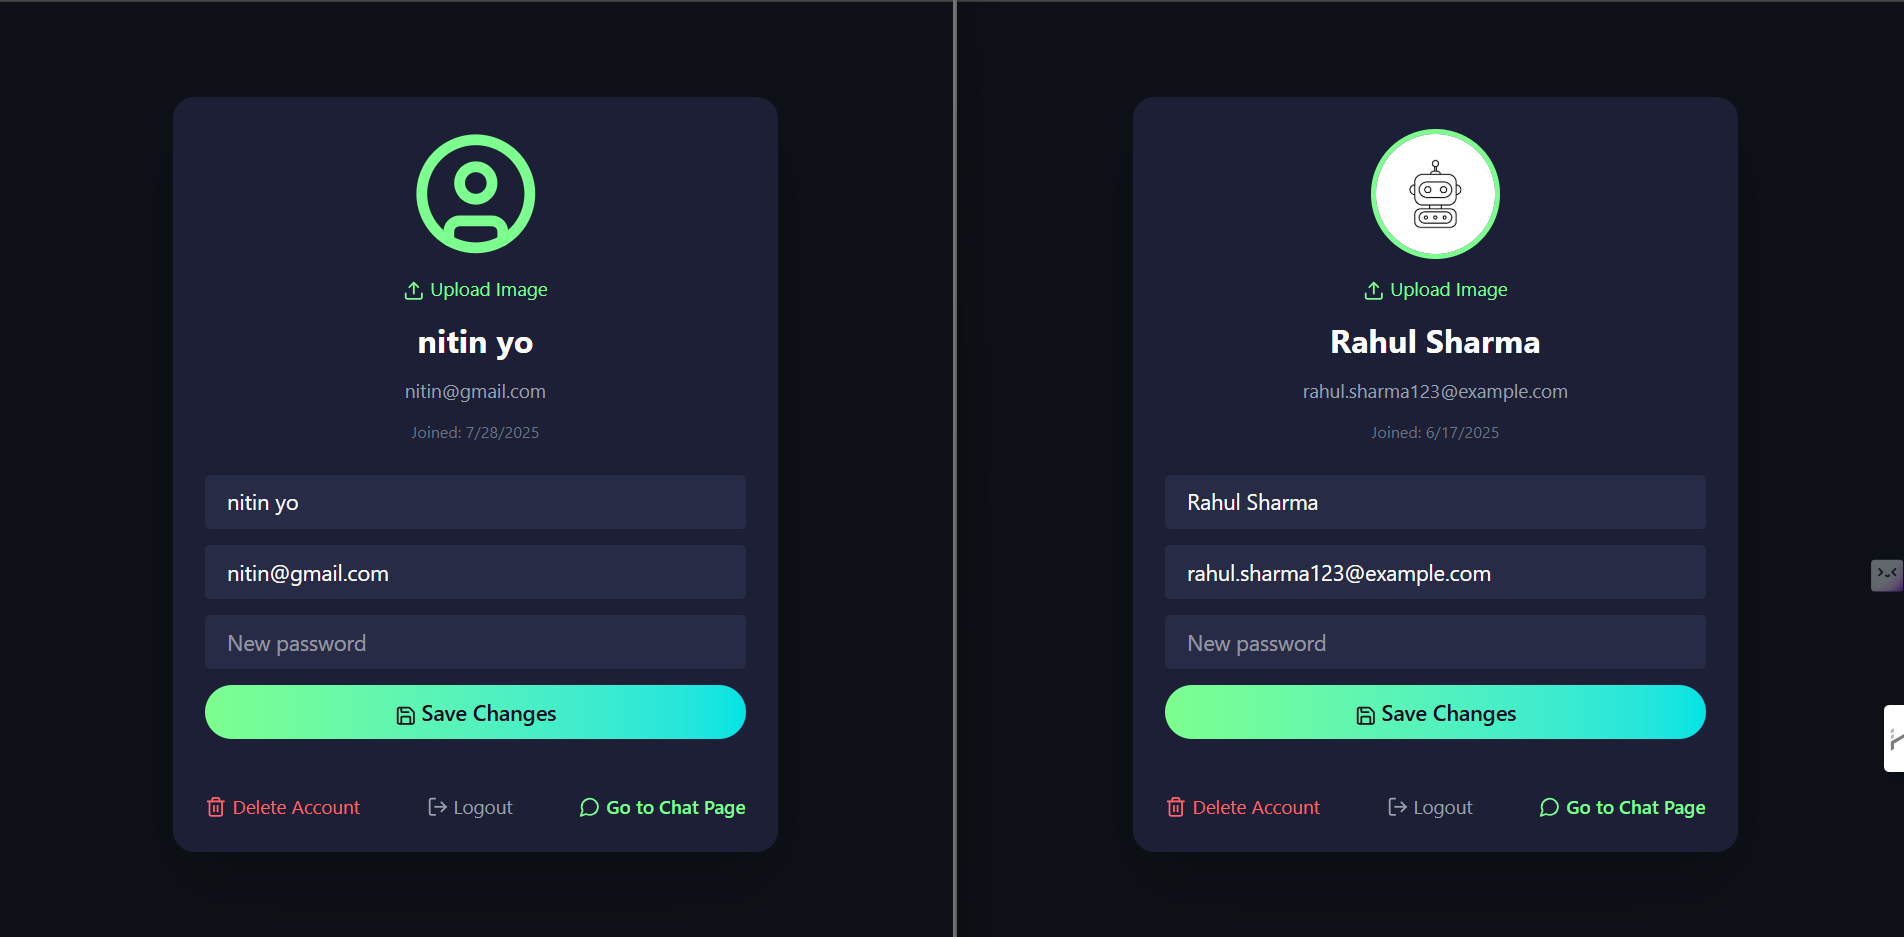 Upload Image
nitin yo
nitin@gmail.com
Joined: 7/28/2025
nitin yo
nitin@gmail.com
New password
Save Changes
Delete Account
Logout
Go to Chat Page
Upload Image
Rahul Sharma
rahul.sharma123@example.com
Joined: 6/17/2025
Rahul Sharma
rahul.sharma123@example.com
New password
Save Changes
Delete Account
Logout
Go to Chat Page